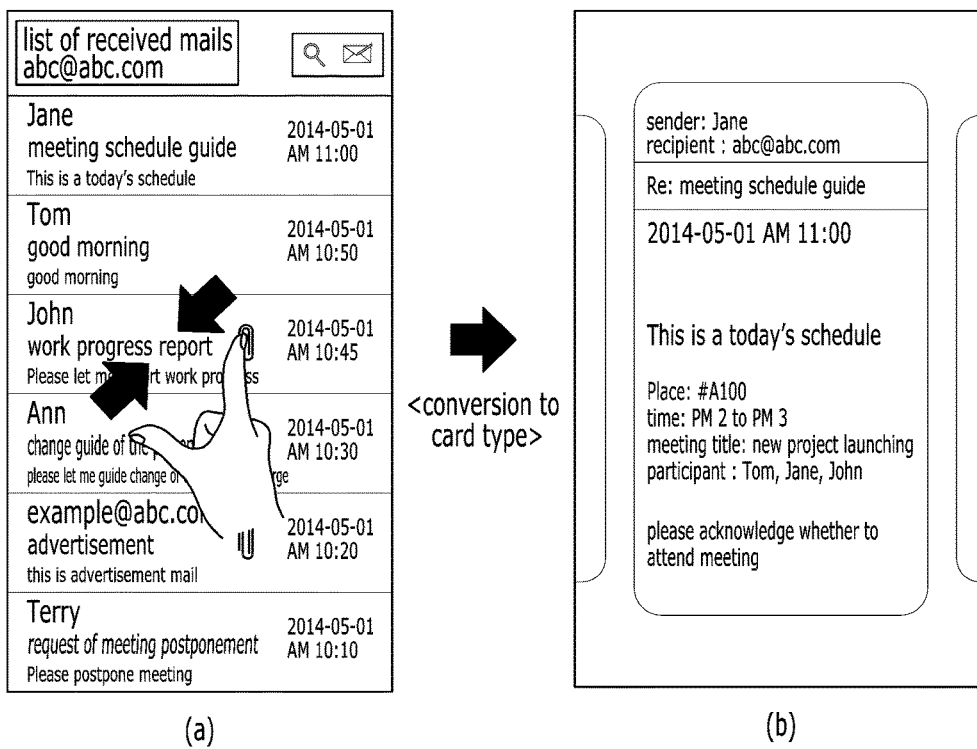 list of received mails
abc@abc.com
Jane
meeting schedule guide
This is a today's schedule
2014-05-01
AM 11:00
Tom
good morning
good morning
2014-05-01
AM 10:50
John
work progress report
Please let me rt work pro ess
2014-05-01
AM 10:45
Ann
change guide of the p on
please let me guide change of rge
2014-05-01
AM 10:30
example@abc.co
advertisement
this is advertisement mail
2014-05-01
AM 10:20
Terry
request of meeting postponement
Please postpone meeting
2014-05-01
AM 10:10
(a)
<conversion to
card type>
sender: Jane
recipient : abc@abc.com
Re: meeting schedule guide
2014-05-01 AM 11:00
This is a today's schedule
Place: #A100
time: PM 2 to PM 3
meeting title: new project launching
participant : Tom, Jane, John
please acknowledge whether to
attend meeting
(b)